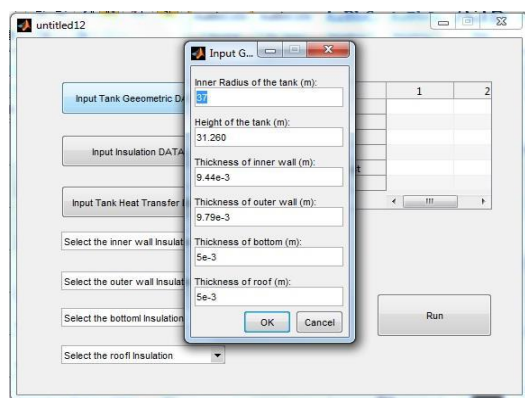 untitled12
Input G...
Input Tank Geeometric D
Input Insulation DATA
Input Tank Heat Transfer
Select the inner wall Insulat
Select the outer wall Insulat
Select the bottoml Insulation
Select the roofl Insulation
Inner Radius of the tank (m):
37
Height of the tank (m):
31.260
Thickness of inner wall (m):
9.44e-3
Thickness of outer wall (m):
9.79e-3
Thickness of bottom (m):
5e-3
Thickness of roof (m):
5e-3
OK Cancel
1 2
t
Run